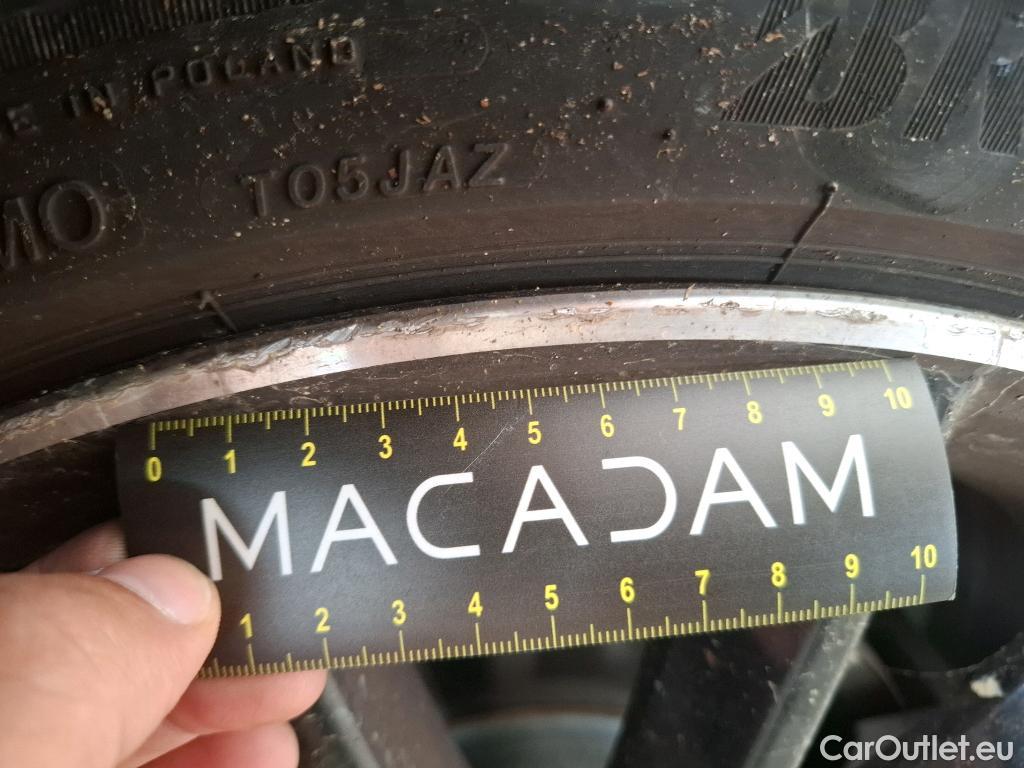 E IN POLAND
MO
T05JAZ
0 1 2 3 4 5 6 7 8 9 10
MACADAM
1 2 3 4 5 6 7 8 9 10
CarOutlet.eu